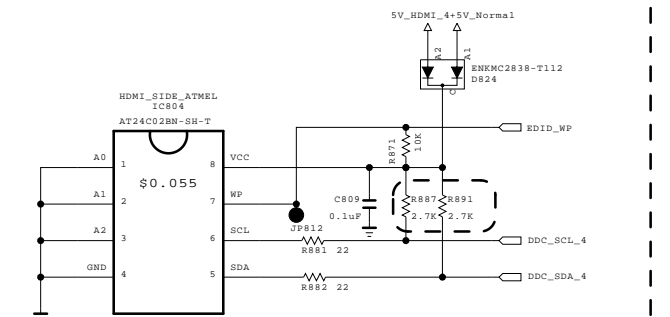 5V_HDMI_4+5V_Normal
A2
A1
ENKMC2838-T112
D824
C
HDMI_SIDE_ATMEL
IC804
AT24C02BN-SH-T
EDID_WP
R871
10K
A0
1
8
VCC
$0.055
A1
2
7
WP
C809
0.1uF
R887
R891
2.7K
2.7K
JP812
A2
3
6
SCL
R881 22
DDC_SCL_4
GND
4
5
SDA
R882 22
DDC_SDA_4